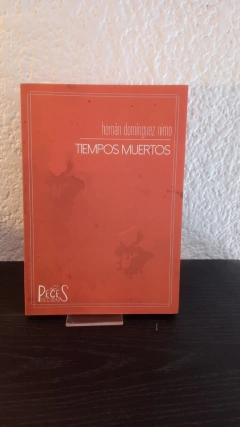 hernán domínguez nimo
TIEMPOS MUERTOS
PECES